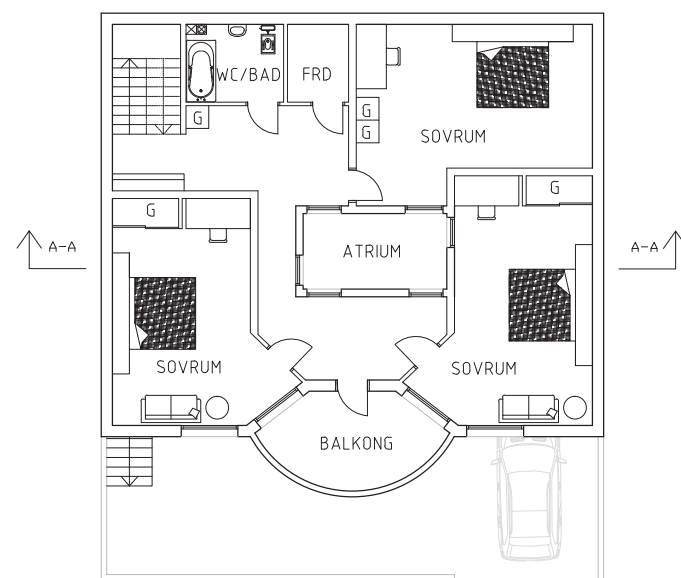 WC/BAD
FRD
G
G
G
SOVRUM
G
G
A-A
ATRIUM
A-A
SOVRUM
SOVRUM
BALKONG